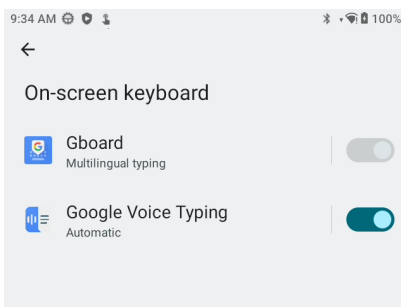 9:34 AM 100%
On-screen keyboard
Gboard
Multilingual typing
Google Voice Typing
Automatic